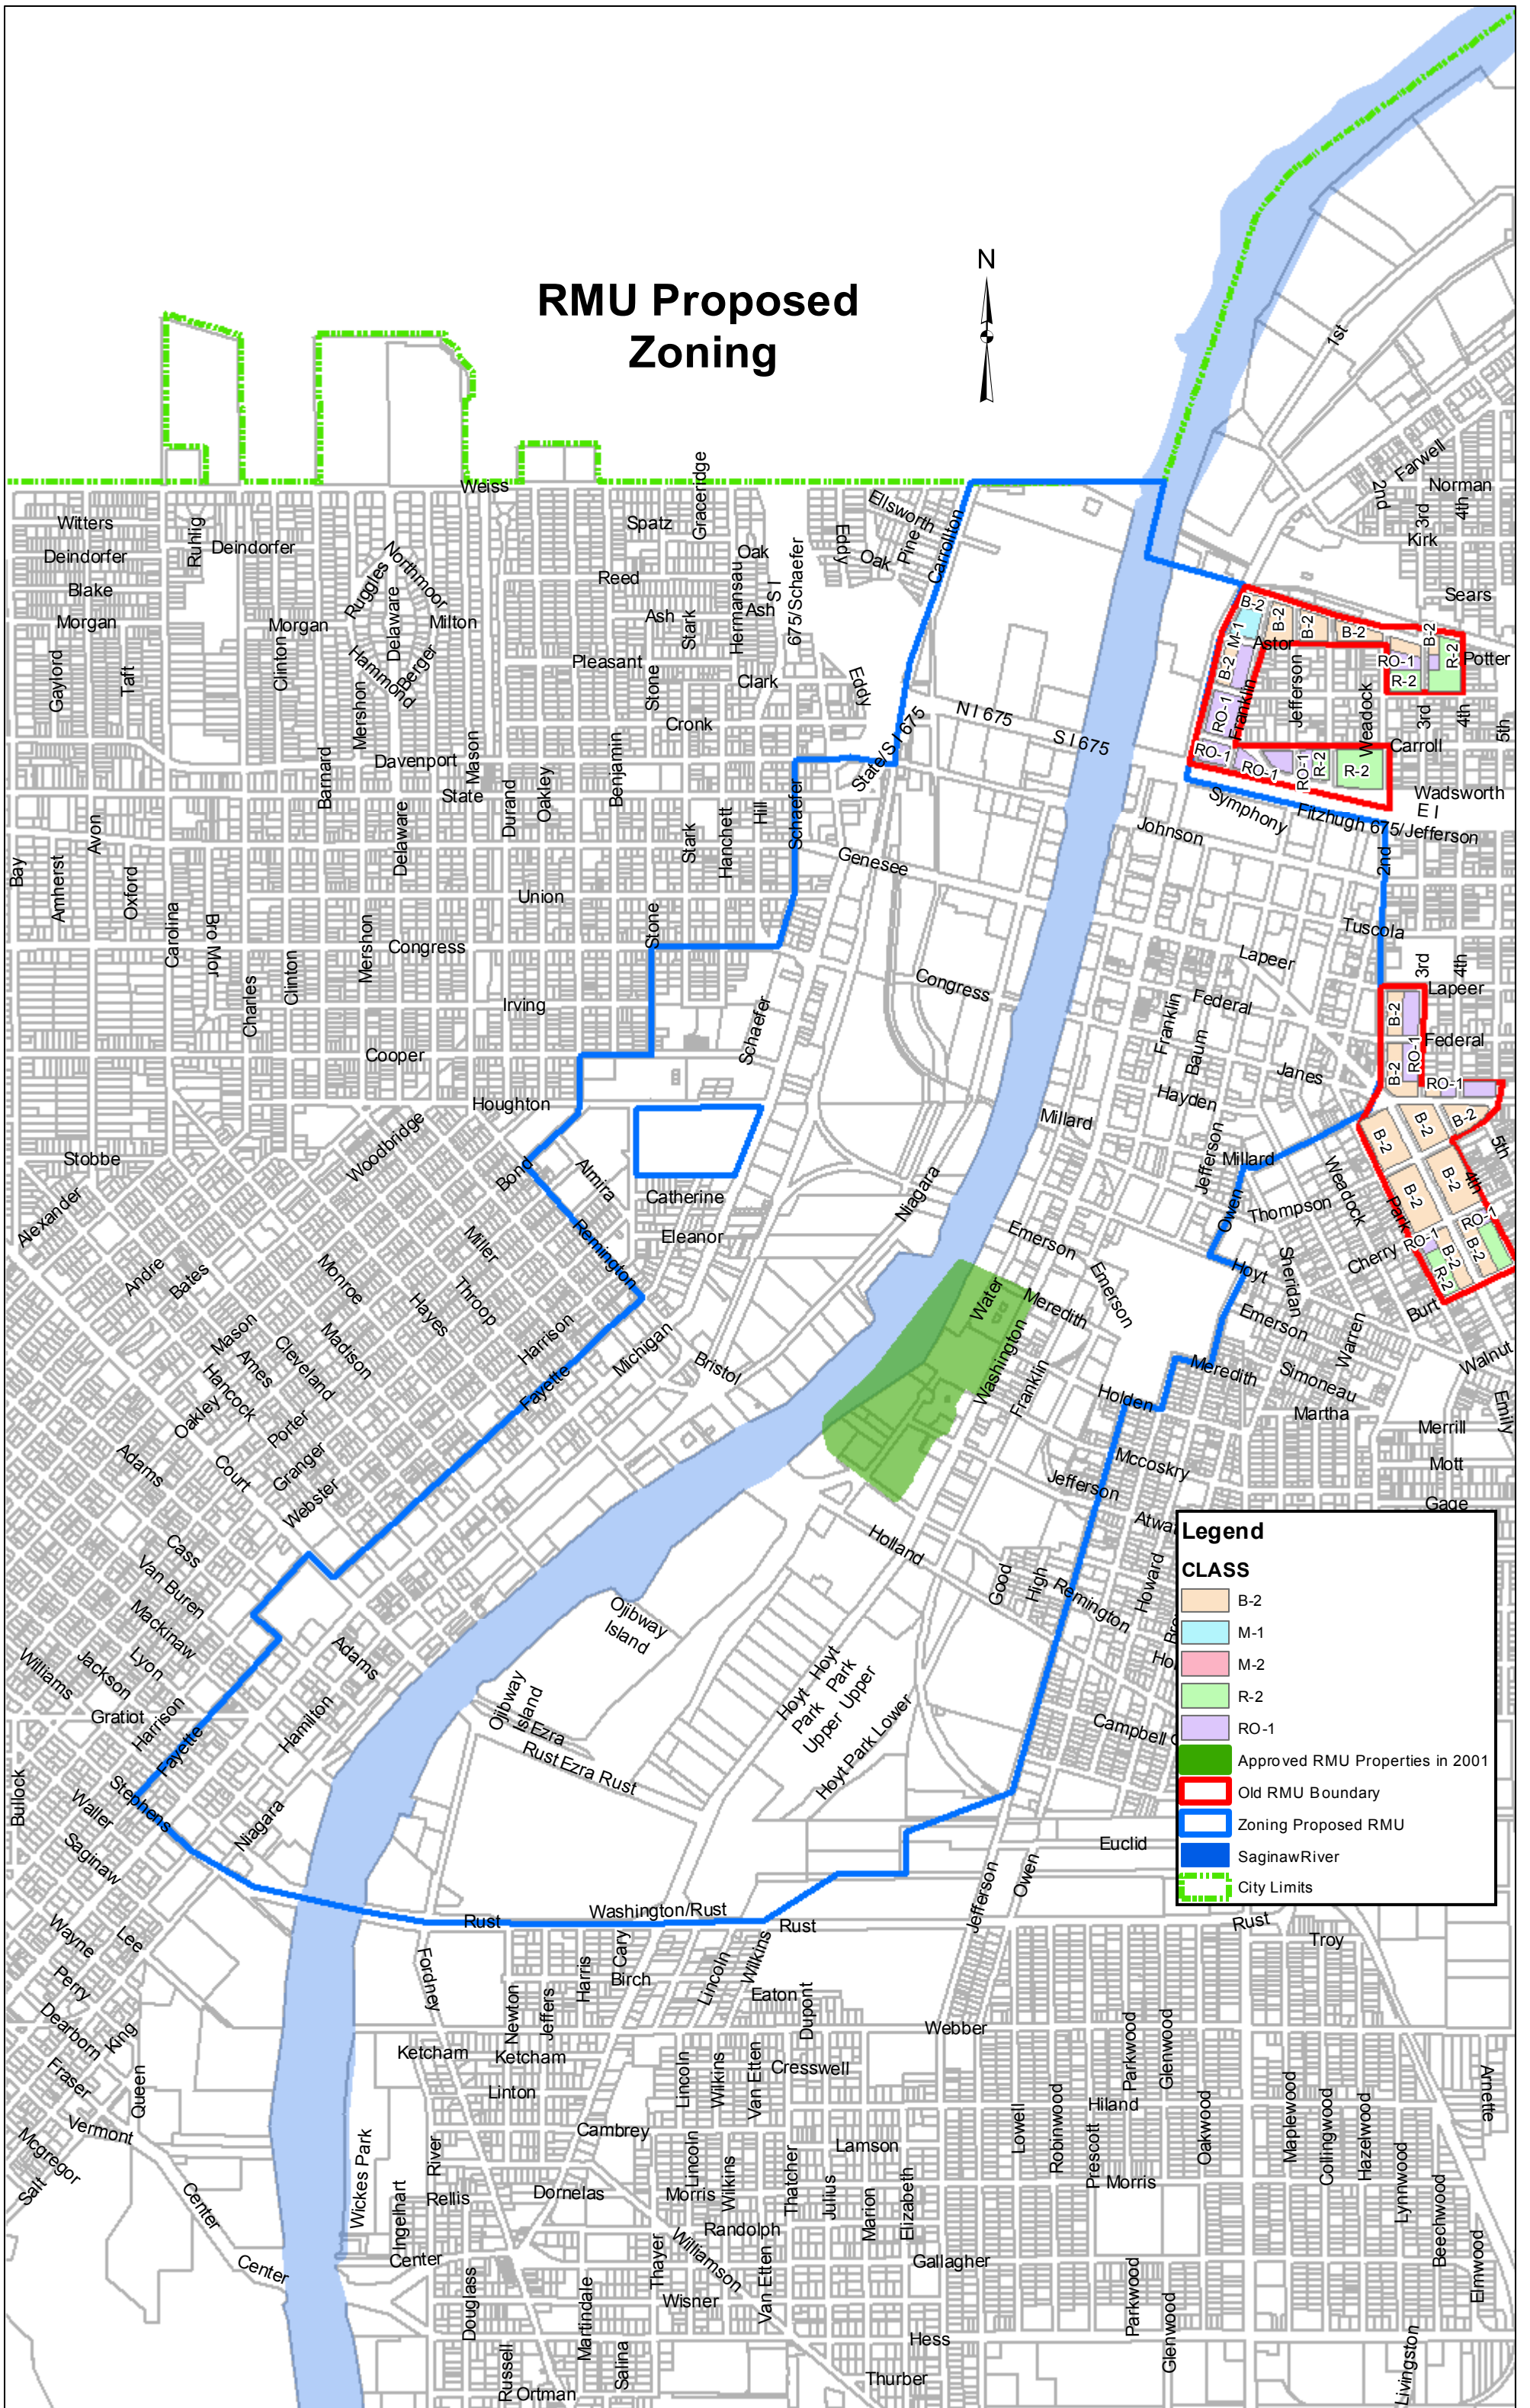 RMU Proposed
Zoning
N
1st
Farwell
Norman
2nd
3rd
4th
Kirk
Sears
Weiss
Graceridge
Ellsworth
Witters
Ruhig
Deindorfer
Deindorfer
Spatz
Eddy
Pine
Carrollton
Oak
Oak
Blake
Northmoor
Ruggles
Delaware
Reed
Hermansau
S I
675/Schaefer
Morgan
Morgan
Milton
Ash
Stark
Ash
Hammond
Berger
Pleasant
Gaylord
Taft
Clinton
Mershon
Stone
Clark
Eddy
Cronk
N I 675
S I 675
State/S I 675
B-2
M-1
B-2
B-2
B-2
B-2
Astor
R-2
Potter
RO-1
R-2
B-2
RO-1
Franklin
Jefferson
Weadock
3rd
4th
5th
Carroll
RO-1
RO-1
RO-1
R-2
R-2
Wadsworth
E I
Fitzhugh 675/Jefferson
Symphony
Johnson
2nd
Barnard
Davenport
Mason
State
Durand
Oakley
Benjamin
Stark
Hanchett
Hill
Schaefer
Genesee
Bay
Avon
Amherst
Oxford
Delaware
Union
Carolina
Bro Mor
Mershon
Congress
Stone
Congress
Tuscola
Lapeer
3rd
4th
Lapeer
Charles
Clinton
Irving
Schaefer
Federal
Franklin
Baum
B-2
RO-1
Federal
B-2
RO-1
Cooper
Janes
Hayden
Houghton
Millard
Woodbridge
Stobbe
Bond
Almira
Catherine
Eleanor
Niagara
Jefferson
Millard
Owen
Weadock
Thompson
B-2
B-2
B-2
5th
4th
B-2
B-2
Park
RO-1
RO-1
B-2
B-2
R-2
Cherry
Burt
Alexander
Remington
Miller
Andre
Bates
Monroe
Throop
Hayes
Harrison
Mason
Ames
Cleveland
Madison
Hancock
Oakley
Porter
Fayette
Michigan
Bristol
Emerson
Emerson
Water
Meredith
Washington
Franklin
Hoyt
Sheridan
Emerson
Warren
Walnut
Meredith
Simoneau
Holden
Martha
Emily
Merrill
Mott
Gage
Adams
Court
Granger
Webster
Mccoskry
Jefferson
Cass
Van Buren
Mackinaw
Holland
Good
High
Remington
Howard
Lyon
Jackson
Williams
Harrison
Gratiot
Fayette
Adams
Hamilton
Ojibway
Island
Ojibway
Island
Ezra
Rust
Ezra Rust
Hoyt
Park
Upper
Hoyt
Park
Upper
Hoyt Park Lower
Campbell
Legend
CLASS
B-2
M-1
M-2
R-2
RO-1
Approved RMU Properties in 2001
Old RMU Boundary
Zoning Proposed RMU
SaginawRiver
City Limits
Bullock
Stephens
Waller
Saginaw
Niagara
Euclid
Jefferson
Owen
Rust
Washington/Rust
Rust
Rust
Troy
Wayne
Lee
Perry
Dearborn
King
Fraser
Queen
Vermont
Mcgregor
Salt
Center
Center
Fordney
Newton
Jeffers
Harris
Cary
Birch
Lincoln
Wilkins
Eaton
Dupont
Webber
Ketcham
Ketcham
Linton
Lincoln
Wilkins
Van Etten
Cresswell
Parkwood
Glenwood
Hiland
Arnette
Cambrey
Lamson
Lowell
Robinwood
Prescott
Oakwood
Maplewood
Collingwood
Hazelwood
Lynnwood
Beechwood
Elmwood
Wickes Park
River
Ingelhart
Rellis
Dornelas
Lincoln
Morris
Wilkins
Thatcher
Julius
Marion
Elizabeth
Morris
Randolph
Center
Thayer
Williamson
Van Etten
Gallagher
Douglass
Martindale
Wisner
Parkwood
Glenwood
Hess
Russell
Ortman
Salina
Thurber
Livingston